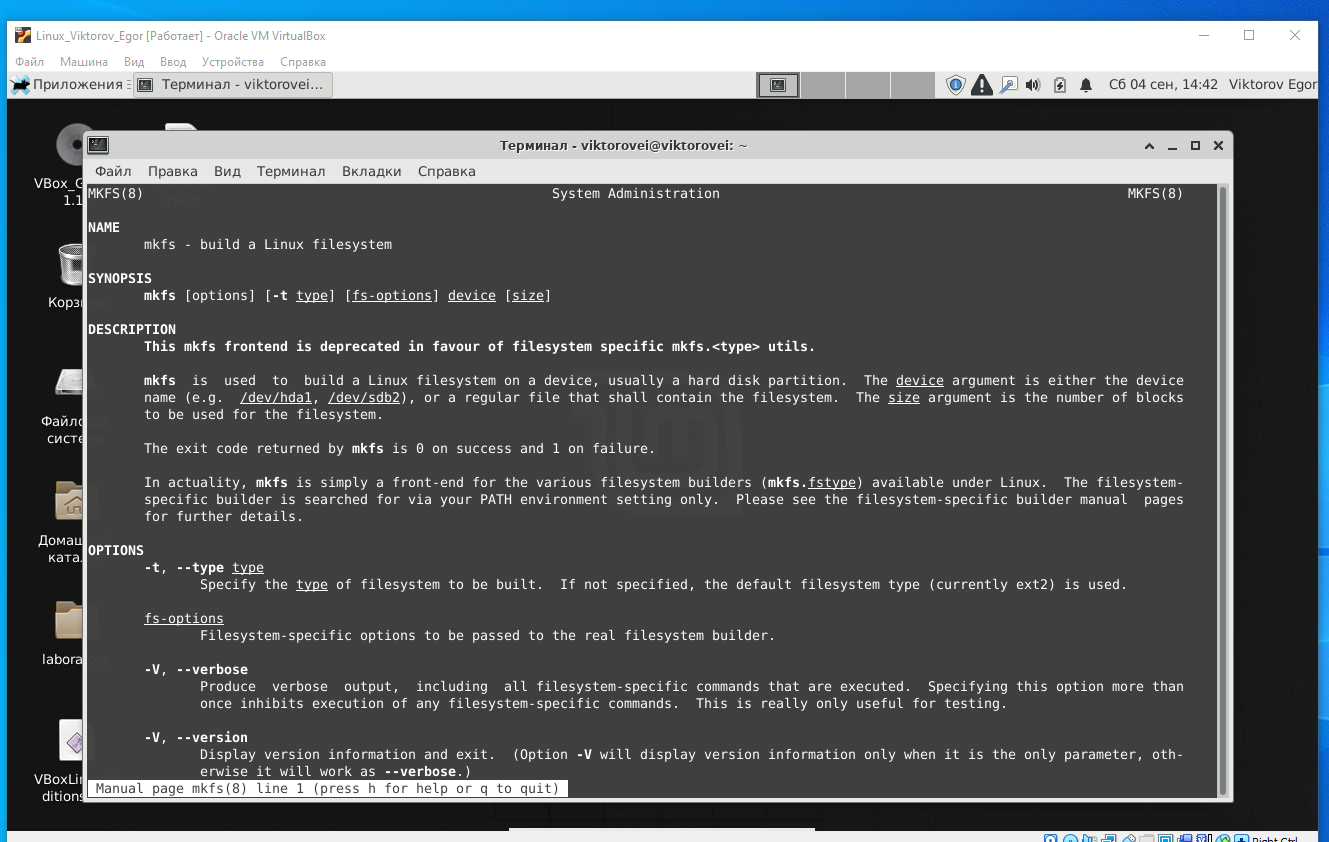 Linux_Viktorov_Egor [Работает] - Oracle VM VirtualBox
Файл Машина Вид Ввод Устройства Справка
Приложения Терминал - viktorovei... Сб 04 сен, 14:42 Viktorov Egor
Терминал - viktorovei@viktorovei: ~
Файл Правка Вид Терминал Вкладки Справка
MKFS(8) System Administration MKFS(8)
NAME
mkfs - build a Linux filesystem
SYNOPSIS
mkfs [options] [-t type] [fs-options] device [size]
DESCRIPTION
This mkfs frontend is deprecated in favour of filesystem specific mkfs.<type> utils.
mkfs is used to build a Linux filesystem on a device, usually a hard disk partition. The device argument is either the device
name (e.g. /dev/hda1, /dev/sdb2), or a regular file that shall contain the filesystem. The size argument is the number of blocks
to be used for the filesystem.
The exit code returned by mkfs is 0 on success and 1 on failure.
In actuality, mkfs is simply a front-end for the various filesystem builders (mkfs.fstype) available under Linux. The filesystem-
specific builder is searched for via your PATH environment setting only. Please see the filesystem-specific builder manual pages
for further details.
OPTIONS
-t, --type type
Specify the type of filesystem to be built. If not specified, the default filesystem type (currently ext2) is used.
fs-options
Filesystem-specific options to be passed to the real filesystem builder.
-V, --verbose
Produce verbose output, including all filesystem-specific commands that are executed. Specifying this option more than
once inhibits execution of any filesystem-specific commands. This is really only useful for testing.
-V, --version
Display version information and exit. (Option -V will display version information only when it is the only parameter, oth-
erwise it will work as --verbose.)
Manual page mkfs(8) line 1 (press h for help or q to quit)
VBox_G
1.1
Корз
Файло
систе
Домаш
ката
labora
VBoxLin
ditions
Right Ctrl